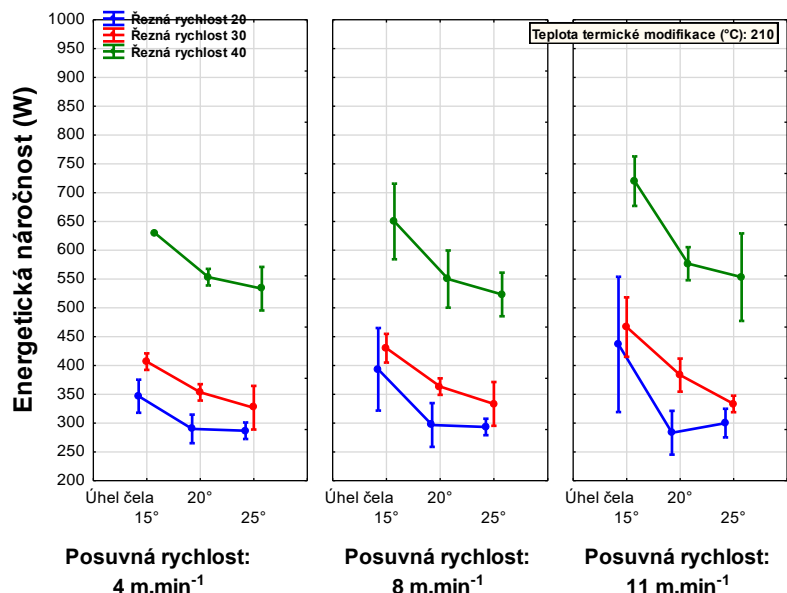 Energetická náročnost (W)
1000
950
900
850
800
750
700
650
600
550
500
450
400
350
300
250
200
Řezná rychlost 20
Řezná rychlost 30
Řezná rychlost 40
Teplota termické modifikace (°C): 210
Úhel čela 20°
15° 25°
Úhel čela 20°
15° 25°
Úhel čela 20°
15° 25°
Posuvná rychlost:
4 m.min⁻¹
Posuvná rychlost:
8 m.min⁻¹
Posuvná rychlost:
11 m.min⁻¹